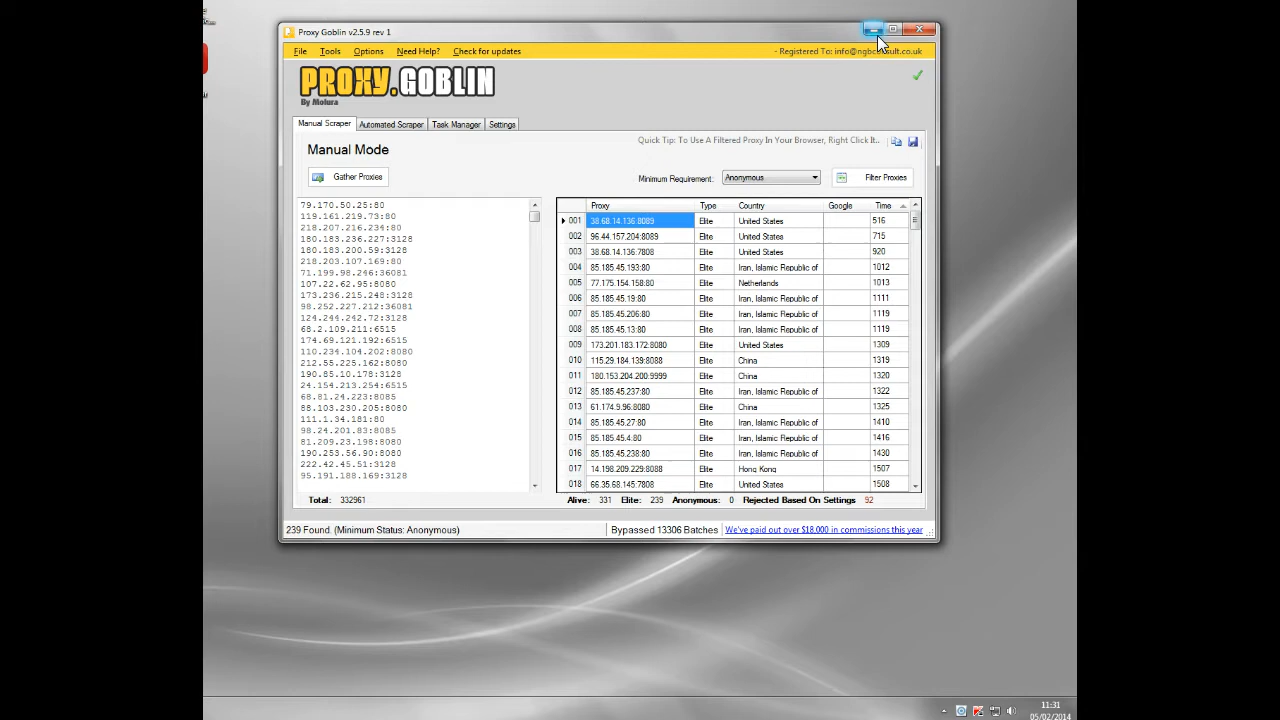 Proxy Goblin v2.5.9 rev 1
File Tools Options Need Help? Check for updates - Registered To: info@ngbconsult.co.uk
PROXY.GOBLIN
By Molura
Manual Scraper Automated Scraper Task Manager Settings
Quick Tip: To Use A Filtered Proxy In Your Browser, Right Click It..
Manual Mode
Gather Proxies Minimum Requirement: Anonymous Filter Proxies
79.170.50.25:80
119.161.219.73:80
218.207.216.234:80
180.183.236.227:3128
180.183.200.59:3128
218.203.107.169:80
71.199.98.246:36081
107.22.62.95:8080
173.236.215.248:3128
98.252.227.212:36081
124.244.242.72:3128
68.2.109.211:6515
174.69.121.192:6515
110.234.104.202:8080
212.55.225.162:8080
190.85.10.178:3128
24.154.213.254:6515
68.81.24.223:8085
88.103.230.205:8080
111.1.34.181:80
98.24.201.83:8085
81.209.23.198:8080
190.253.56.90:8080
222.42.45.51:3128
95.191.188.169:3128
Proxy Type Country Google Time
001 38.68.14.136:8089 Elite United States 516
002 96.44.157.204:8089 Elite United States 715
003 38.68.14.136:7808 Elite United States 920
004 85.185.45.193:80 Elite Iran, Islamic Republic of 1012
005 77.175.154.158:80 Elite Netherlands 1013
006 85.185.45.19:80 Elite Iran, Islamic Republic of 1111
007 85.185.45.206:80 Elite Iran, Islamic Republic of 1119
008 85.185.45.13:80 Elite Iran, Islamic Republic of 1119
009 173.201.183.172:8080 Elite United States 1309
010 115.29.184.139:8088 Elite China 1319
011 180.153.204.200:9999 Elite China 1320
012 85.185.45.237:80 Elite Iran, Islamic Republic of 1322
013 61.174.9.96:8080 Elite China 1325
014 85.185.45.27:80 Elite Iran, Islamic Republic of 1410
015 85.185.45.4:80 Elite Iran, Islamic Republic of 1416
016 85.185.45.238:80 Elite Iran, Islamic Republic of 1430
017 14.198.209.229:8088 Elite Hong Kong 1507
018 66.35.68.145:7808 Elite United States 1508
Total: 332961 Alive: 331 Elite: 239 Anonymous: 0 Rejected Based On Settings 92
239 Found. (Minimum Status: Anonymous) Bypassed 13306 Batches We've paid out over $18,000 in commissions this year
11:31
05/02/2014